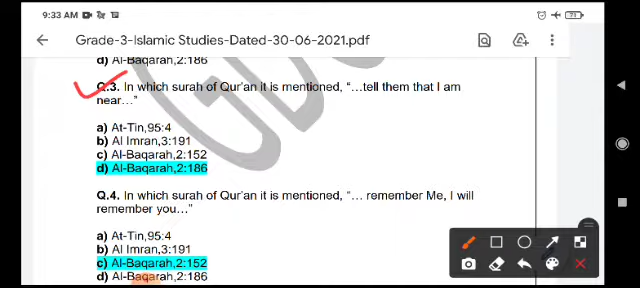 9:33 AM
71
Grade-3-Islamic Studies-Dated-30-06-2021.pdf
d) Al-Baqarah,2:186
Q.3. In which surah of Qur'an it is mentioned, "...tell them that I am
near..."
a) At-Tin,95:4
b) Al Imran,3:191
c) Al-Baqarah,2:152
d) Al-Baqarah,2:186
Q.4. In which surah of Qur'an it is mentioned, "... remember Me, I will
remember you..."
a) At-Tin,95:4
b) Al Imran,3:191
c) Al-Baqarah,2:152
d) Al-Baqarah,2:186